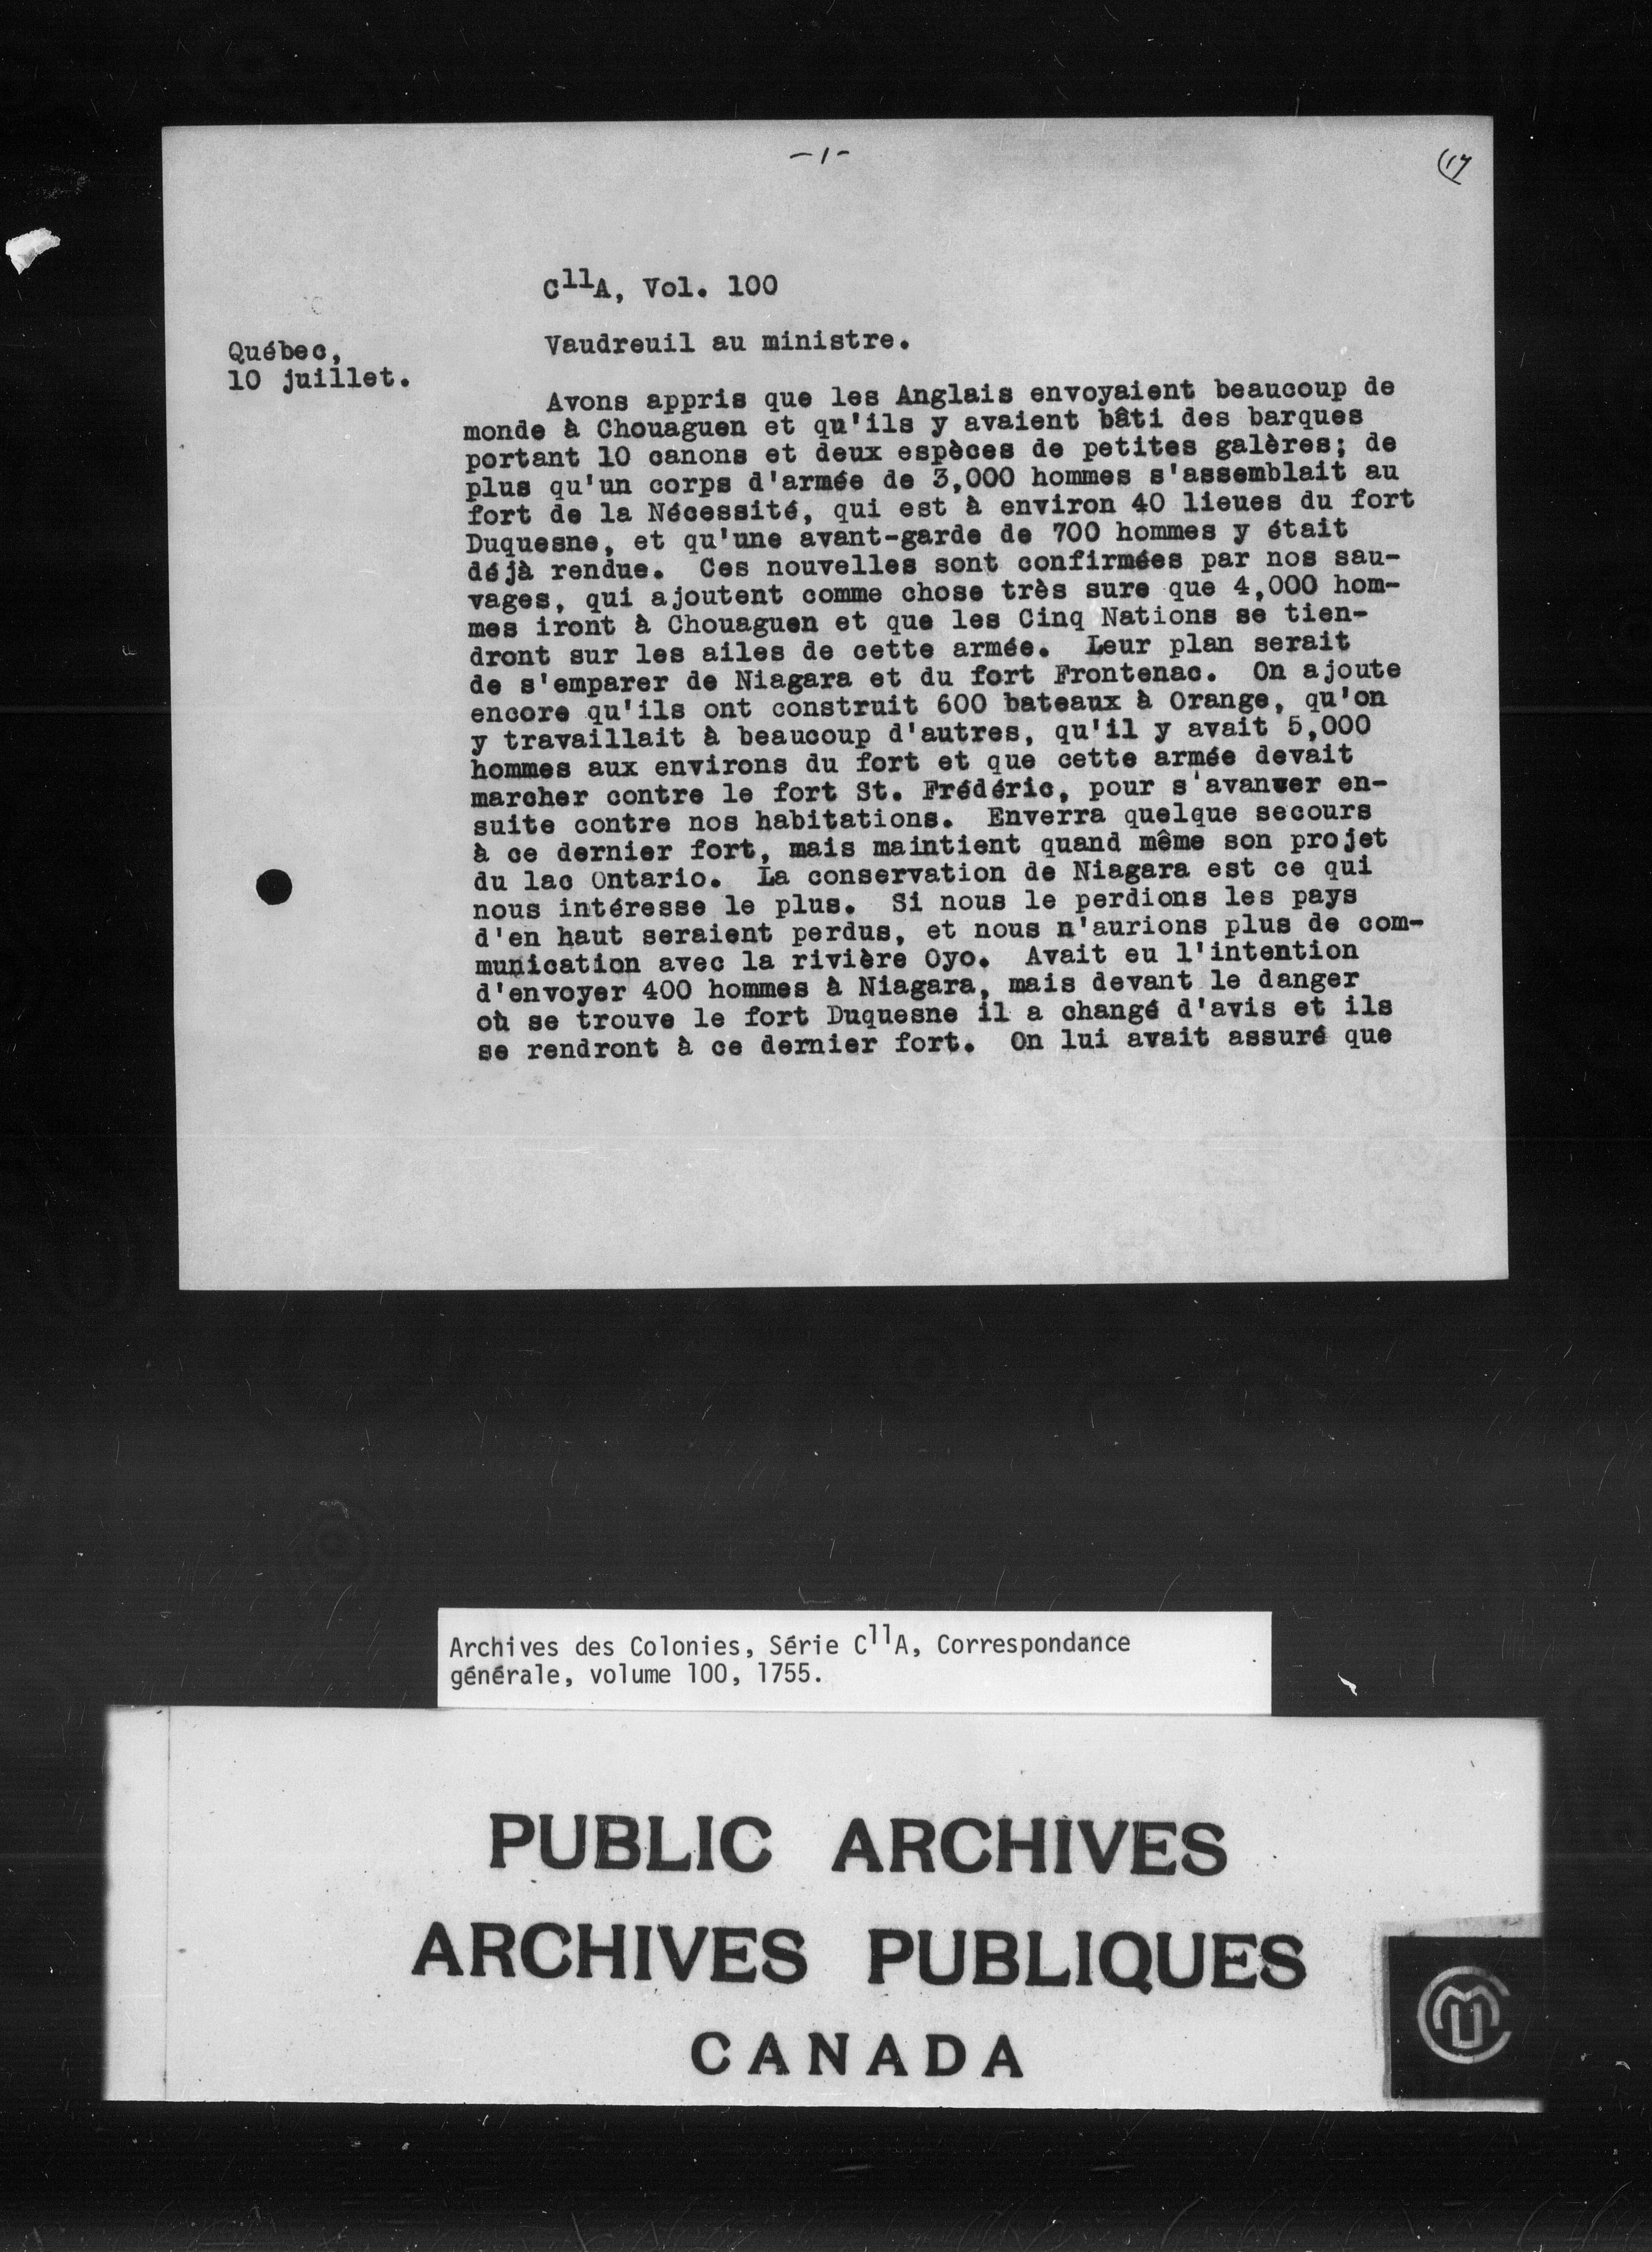 -1-
(17
C11A, Vol. 100
Québec,
10 juillet.
Vaudreuil au ministre.
Avons appris que les Anglais envoyaient beaucoup de
monde à Chouaguen et qu'ils y avaient bâti des barques
portant 10 canons et deux espèces de petites galères; de
plus qu'un corps d'armée de 3,000 hommes s'assemblait au
fort de la Nécessité, qui est à environ 40 lieues du fort
Duquesne, et qu'une avant-garde de 700 hommes y était
déjà rendue. Ces nouvelles sont confirmées par nos sau-
vages, qui ajoutent comme chose très sure que 4,000 hom-
mes iront à Chouaguen et que les Cinq Nations se tien-
dront sur les ailes de cette armée. Leur plan serait
de s'emparer de Niagara et du fort Frontenac. On ajoute
encore qu'ils ont construit 600 bateaux à Orange, qu'on
y travaillait à beaucoup d'autres, qu'il y avait 5,000
hommes aux environs du fort et que cette armée devait
marcher contre le fort St. Frédéric, pour s'avancer en-
suite contre nos habitations. Enverra quelque secours
à ce dernier fort, mais maintient quand même son projet
du lac Ontario. La conservation de Niagara est ce qui
nous intéresse le plus. Si nous le perdions les pays
d'en haut seraient perdus, et nous n'aurions plus de com-
munication avec la rivière Oyo. Avait eu l'intention
d'envoyer 400 hommes à Niagara, mais devant le danger
où se trouve le fort Duquesne il a changé d'avis et ils
se rendront à ce dernier fort. On lui avait assuré que
Archives des Colonies, Série C11A, Correspondance
générale, volume 100, 1755.
PUBLIC ARCHIVES
ARCHIVES PUBLIQUES
CANADA